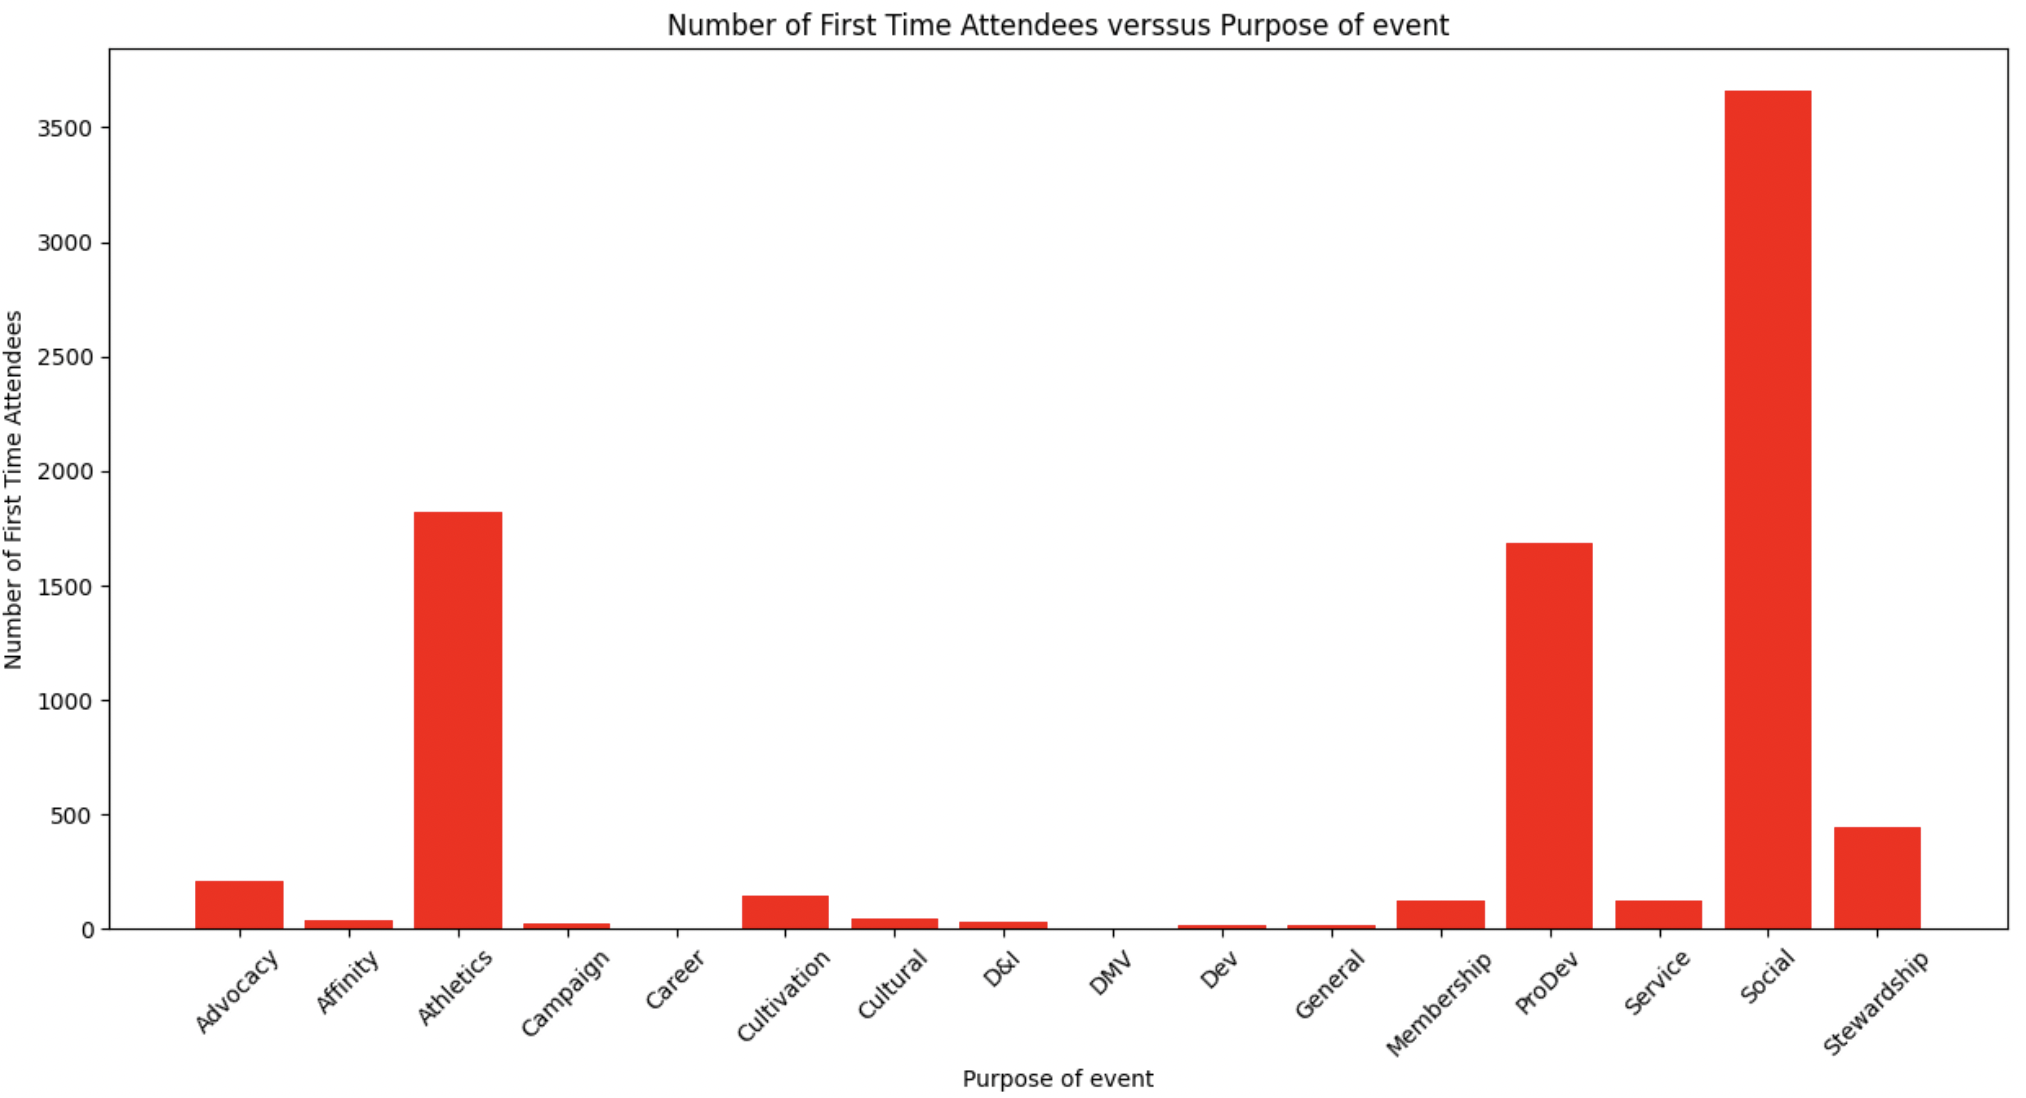 Number of First Time Attendees verssus Purpose of event
Number of First Time Attendees
3500
3000
2500
2000
1500
1000
500
0
Advocacy
Affinity
Athletics
Campaign
Career
Cultivation
Cultural
D&I
DMV
Dev
General
Membership
ProDev
Service
Social
Stewardship
Purpose of event